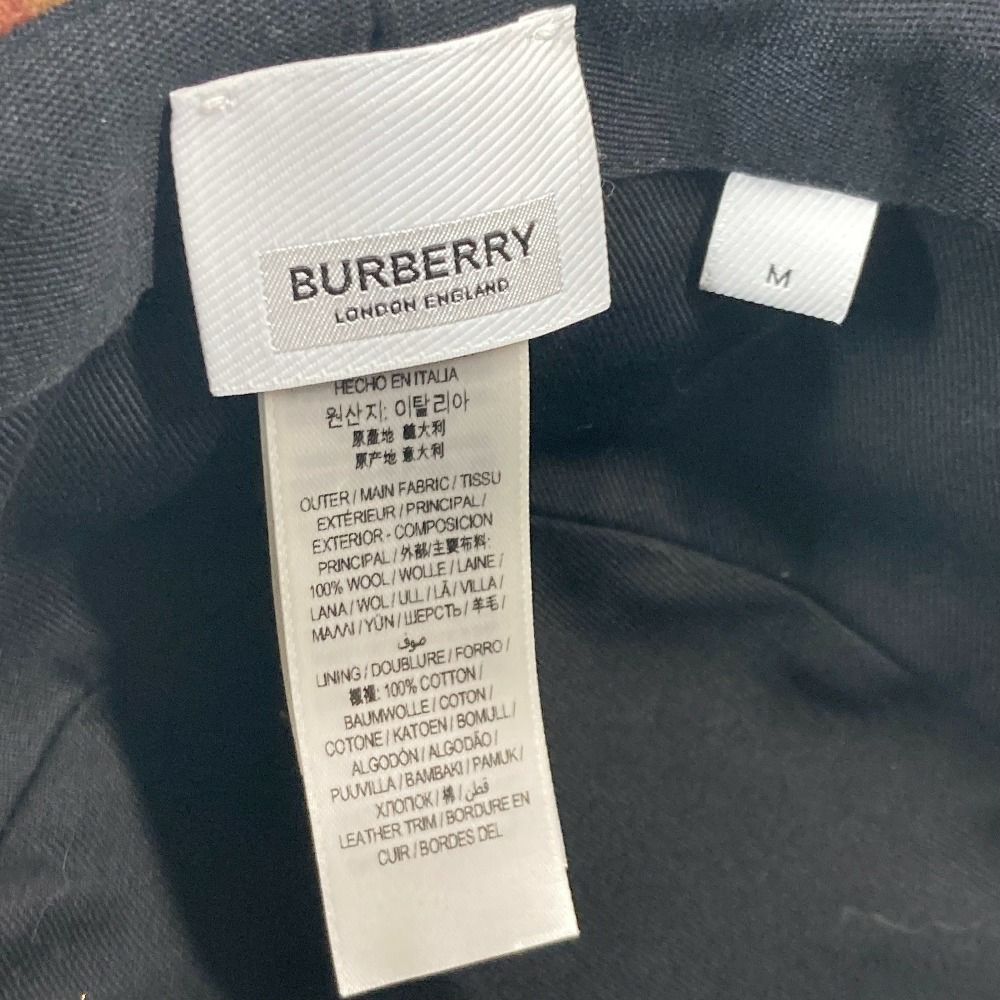 BURBERRY
LONDON ENGLAND
M
HECHO EN ITALIA
원산지: 이탈리아
原產地 義大利
原产地 意大利
OUTER / MAIN FABRIC / TISSU
EXTÉRIEUR / PRINCIPAL /
EXTERIOR - COMPOSICION
PRINCIPAL / 外部/主要布料:
100% WOOL / WOLLE / LAINE /
LANA / WOL / ULL / LÃ / VILLA /
ΜΑΛΛΙ / YÜN / ШЕРСТЬ / 羊毛 /
صوف
LINING / DOUBLURE / FORRO /
襯裡: 100% COTTON /
BAUMWOLLE / COTON /
COTONE / KATOEN / BOMULL /
ALGODÓN / ALGODÃO /
PUUVILLA / BAMBAKI / PAMUK /
ХЛОПОК / 棉 / قطن /
LEATHER TRIM / BORDURE EN
CUIR / BORDES DEL